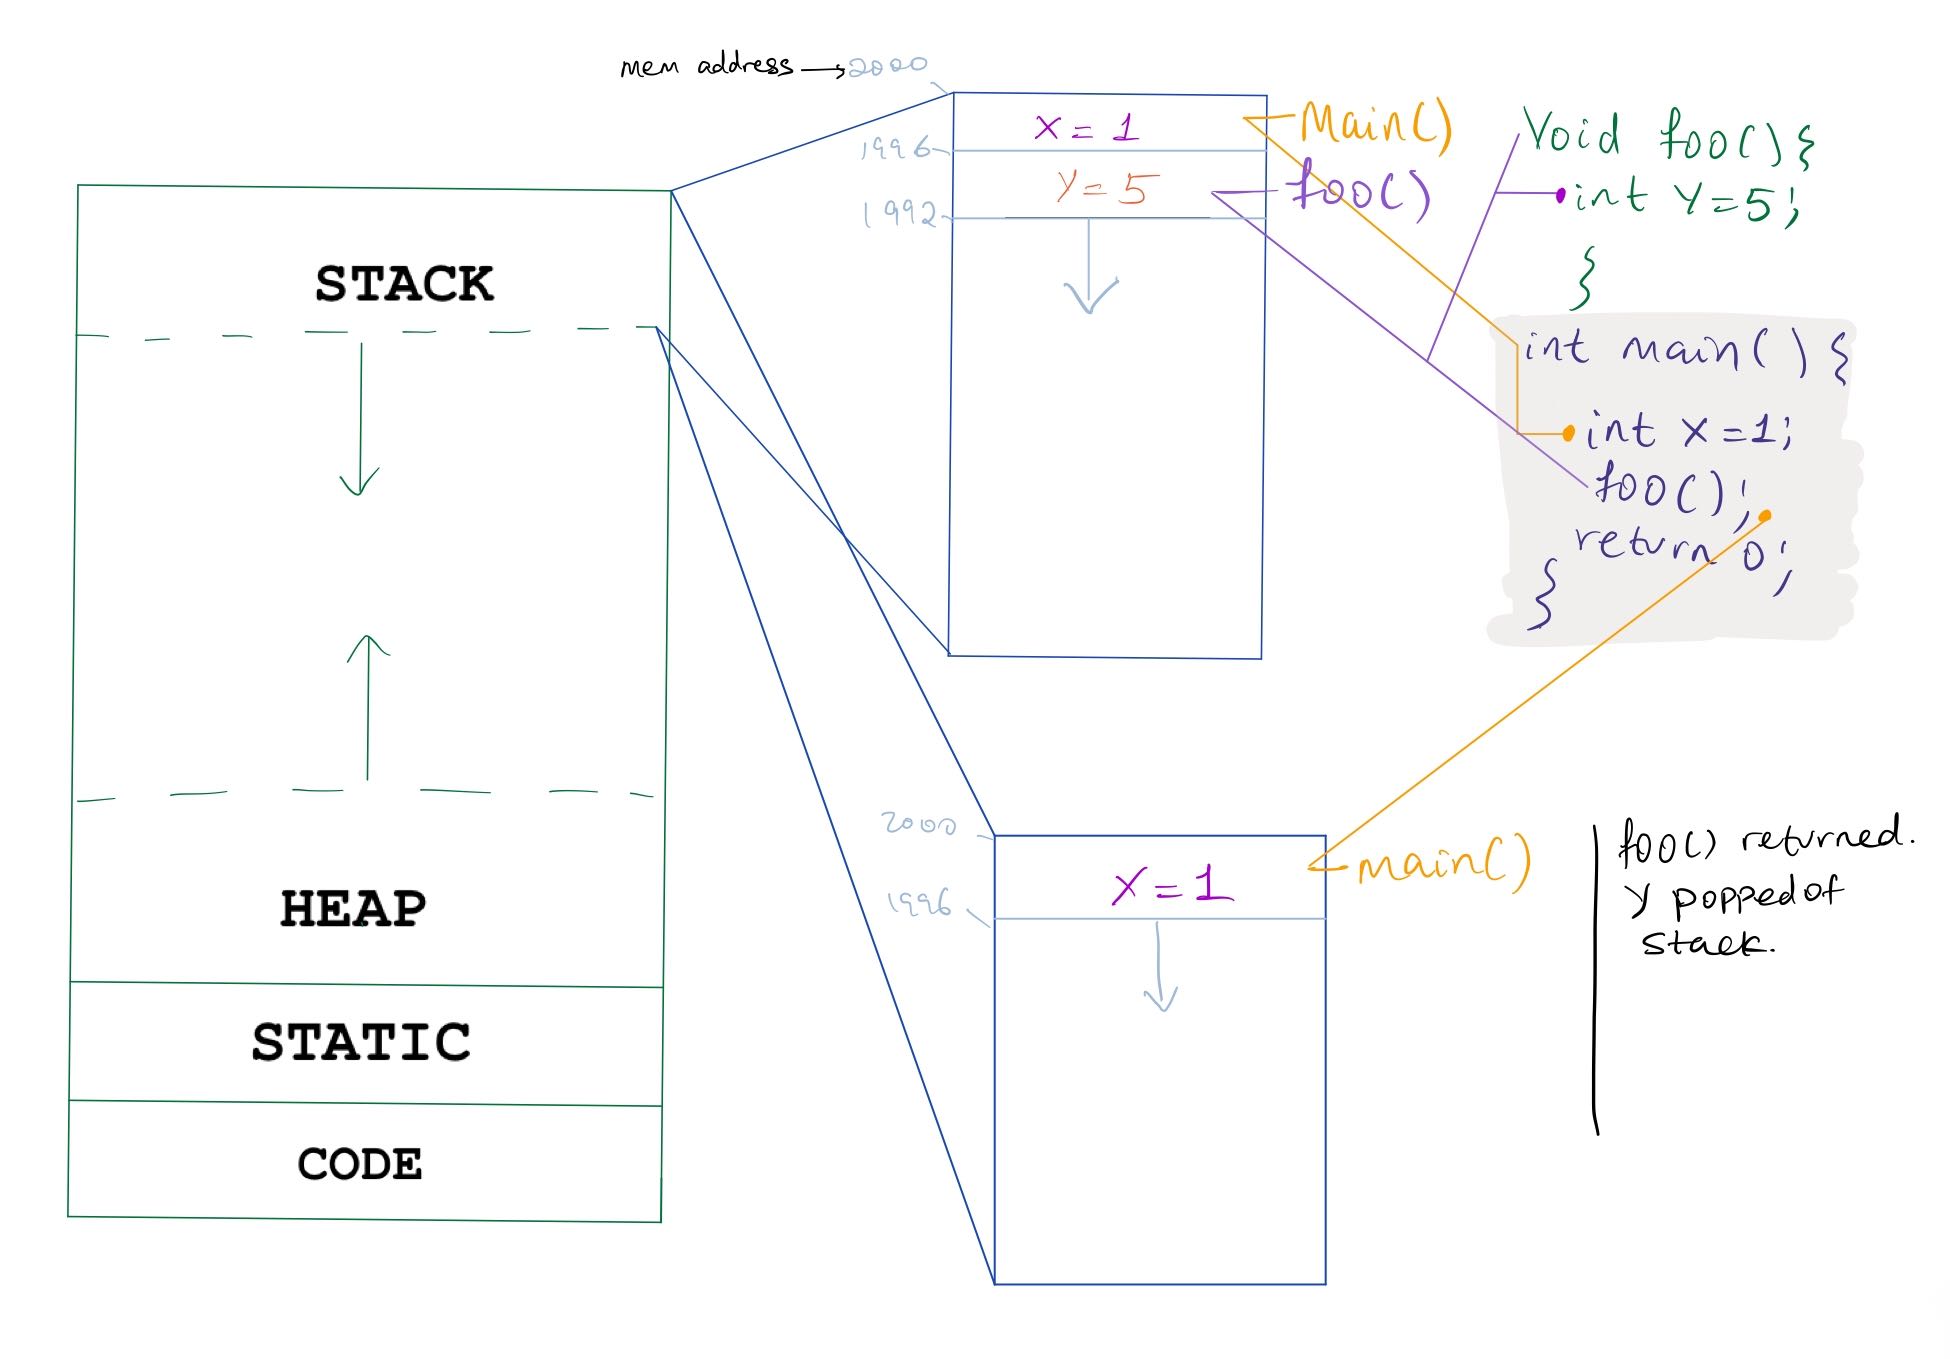 mem address 2000
X = 1
Main()
1996
Y = 5
foo()
1992
Void foo() {
int Y = 5;
}
int main() {
int X = 1;
foo();
return 0;
}
STACK
HEAP
STATIC
CODE
2000
X = 1
main()
1996
foo() returned.
Y popped of
stack.